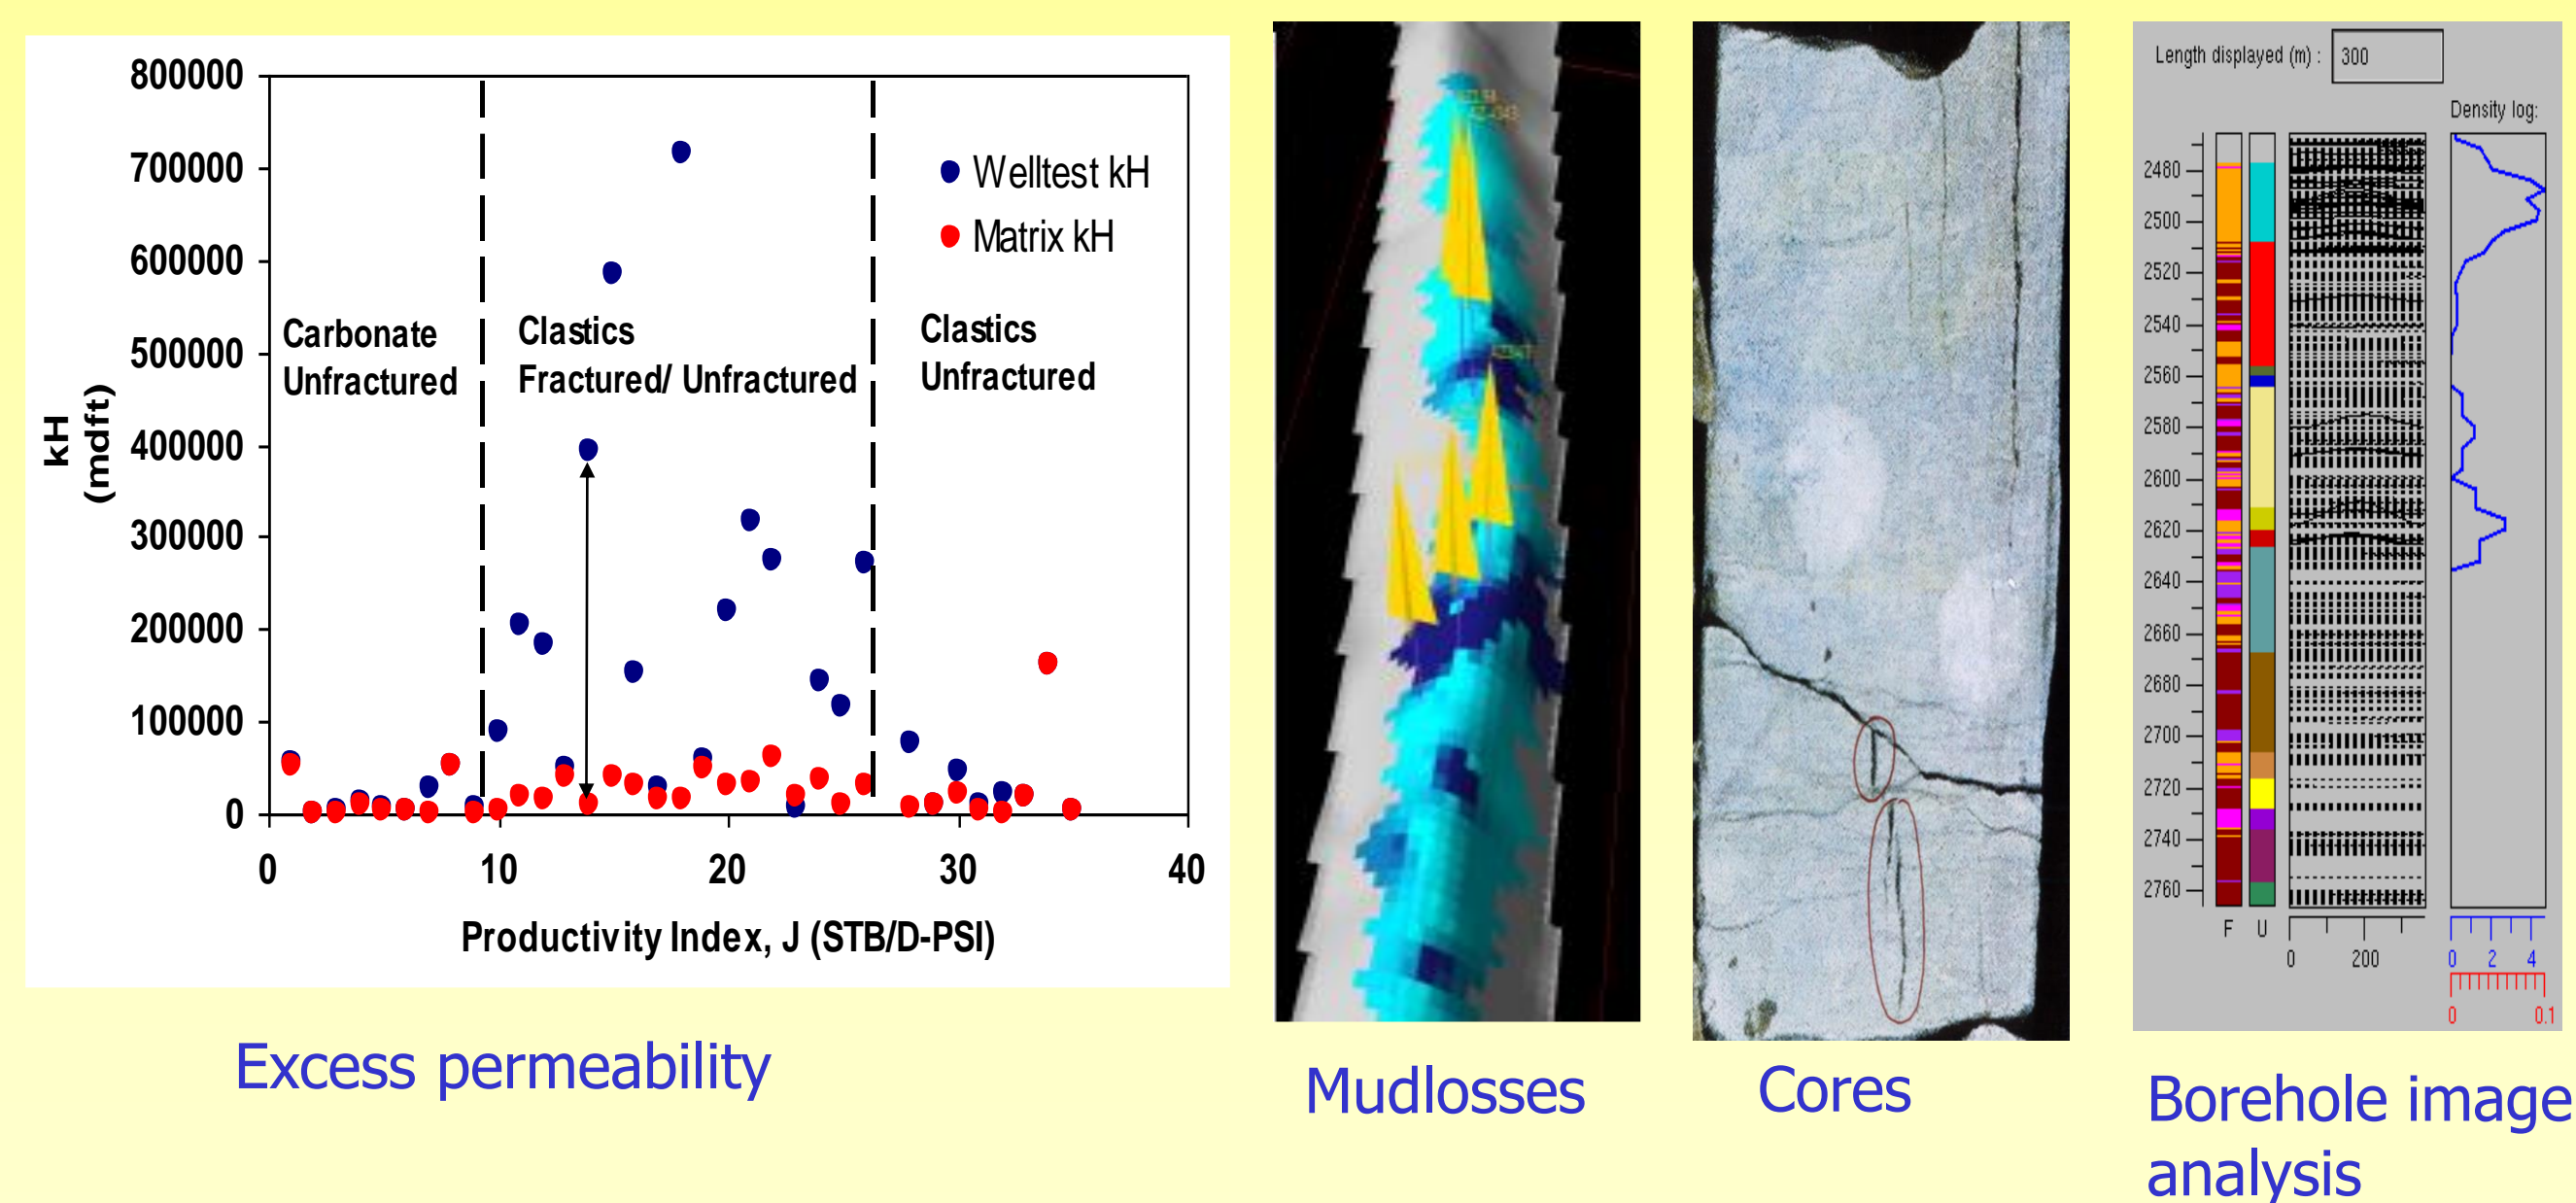 800000
700000
600000
500000
400000
300000
200000
100000
0
kH
(mdft)
Welltest kH
Matrix kH
Carbonate
Unfractured
Clastics
Fractured/ Unfractured
Clastics
Unfractured
0 10 20 30 40
Productivity Index, J (STB/D-PSI)
Excess permeability
Mudlosses
Cores
Length displayed (m) : 300
Density log:
2480
2500
2520
2540
2560
2580
2600
2620
2640
2660
2680
2700
2720
2740
2760
F U
0 200
0 2 4
0 0.1
Borehole image
analysis